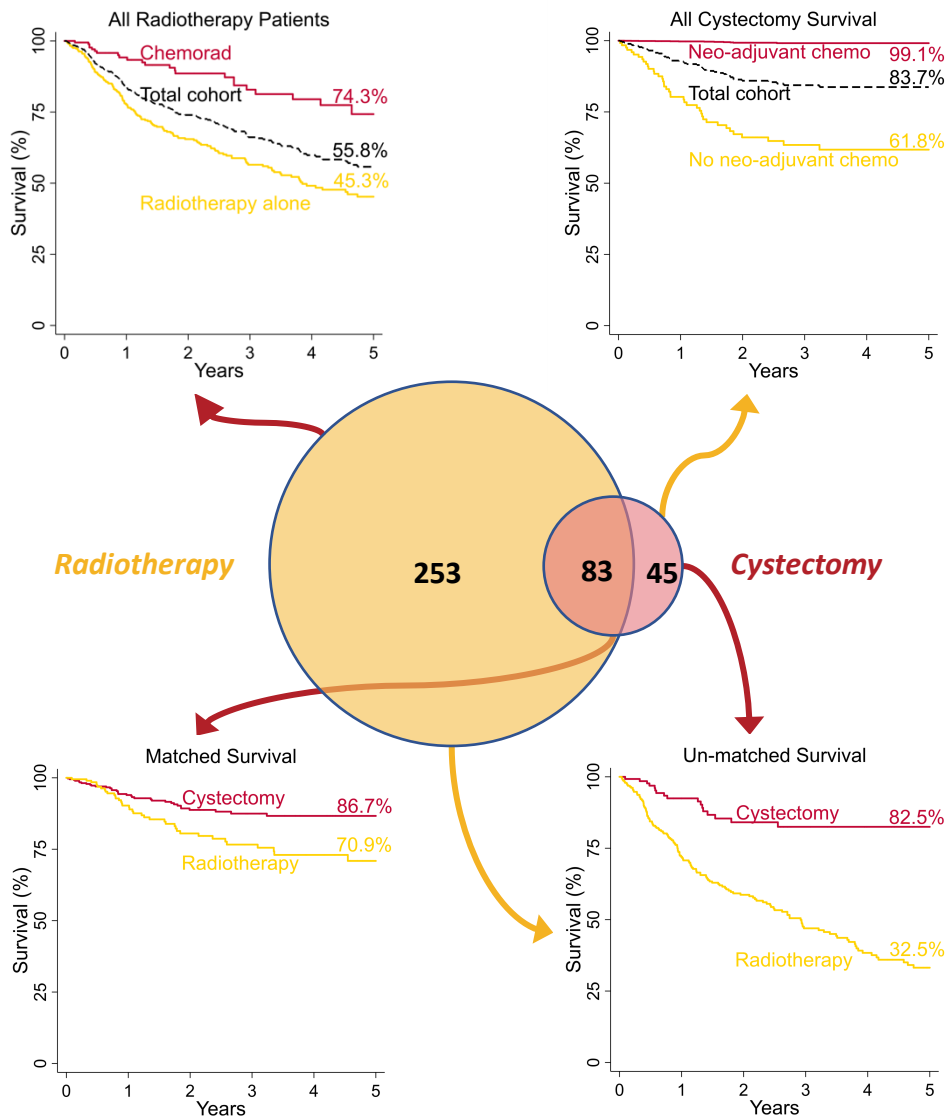 All Radiotherapy Patients
Survival (%)
100
75
50
25
0
Chemorad
Total cohort
Radiotherapy alone
74.3%
55.8%
45.3%
0 1 2 3 4 5
Years
All Cystectomy Survival
Survival (%)
100
75
50
25
0
Neo-adjuvant chemo
99.1%
83.7%
Total cohort
61.8%
No neo-adjuvant chemo
0 1 2 3 4 5
Years
Radiotherapy
253
83
45
Cystectomy
Matched Survival
Survival (%)
100
75
50
25
0
Cystectomy
86.7%
70.9%
Radiotherapy
0 1 2 3 4 5
Years
Un-matched Survival
Survival (%)
100
75
50
25
0
Cystectomy
82.5%
Radiotherapy
32.5%
0 1 2 3 4 5
Years